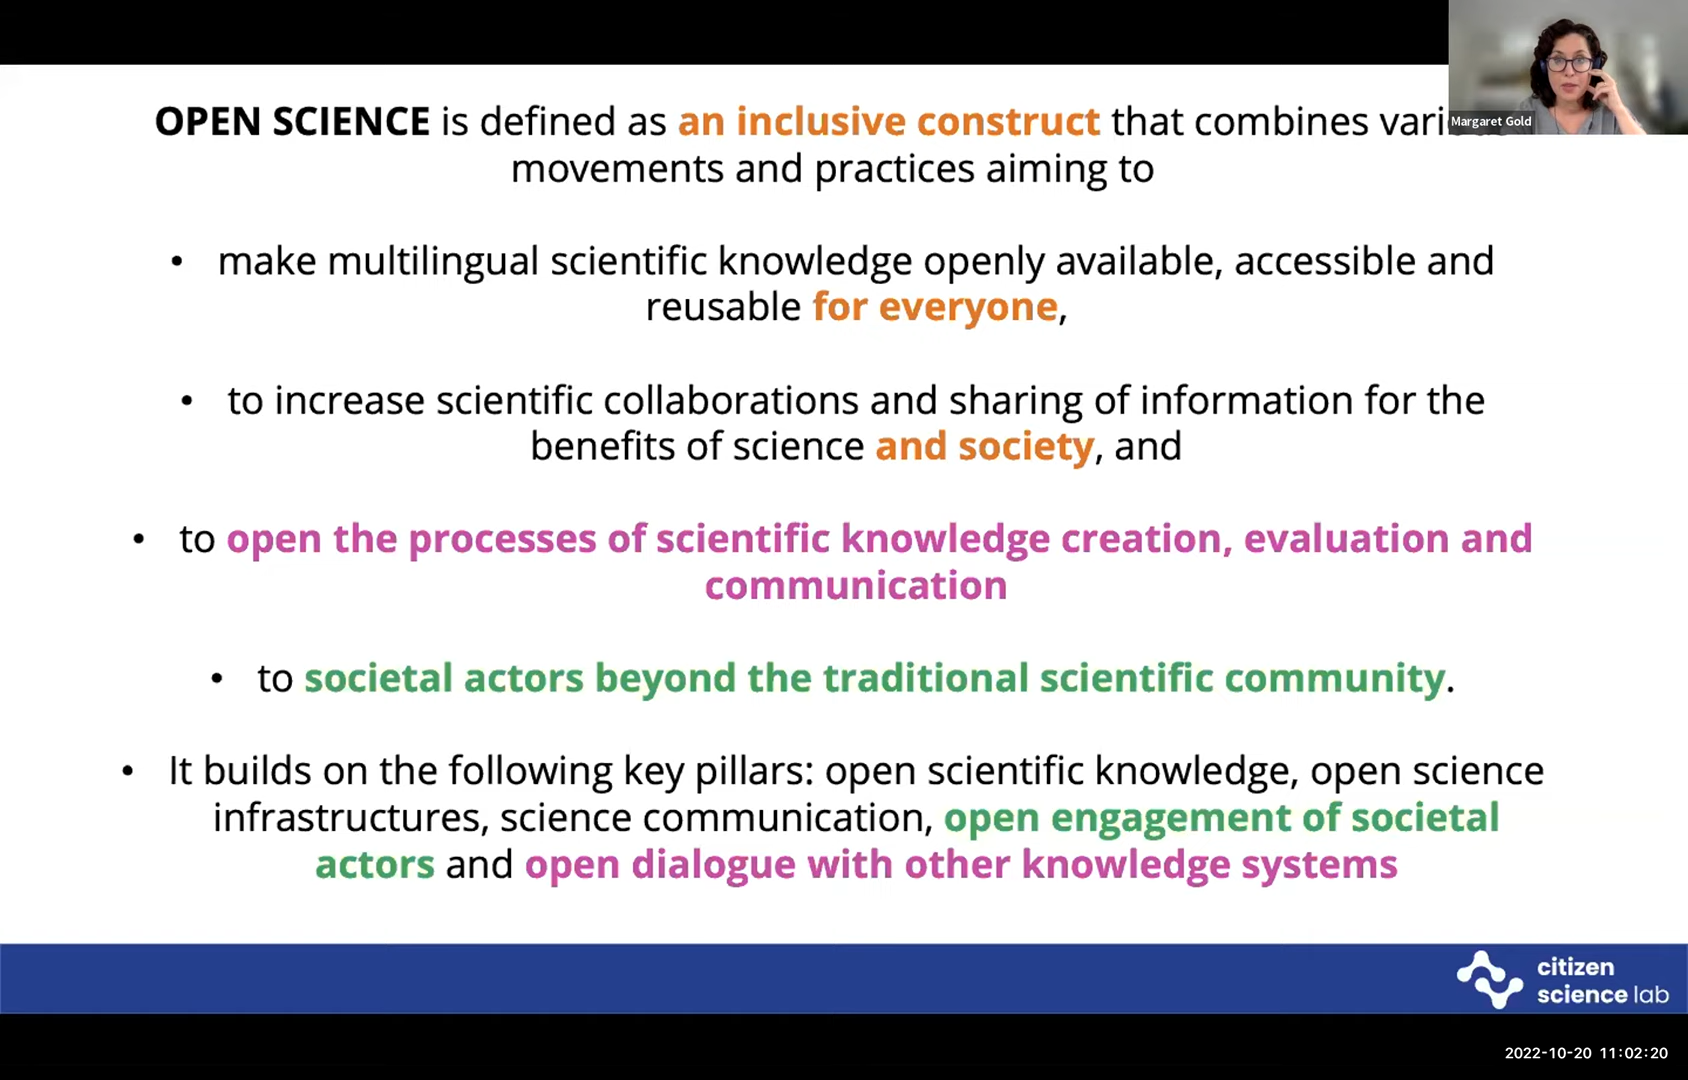 OPEN SCIENCE is defined as an inclusive construct that combines
movements and practices aiming to
• make multilingual scientific knowledge openly available, accessible and
reusable for everyone,
• to increase scientific collaborations and sharing of information for the
benefits of science and society, and
• to open the processes of scientific knowledge creation, evaluation and
communication
• to societal actors beyond the traditional scientific community.
• It builds on the following key pillars: open scientific knowledge, open science
infrastructures, science communication, open engagement of societal
actors and open dialogue with other knowledge systems
Margaret Gold
citizen
science lab
2022-10-20 11:02:20